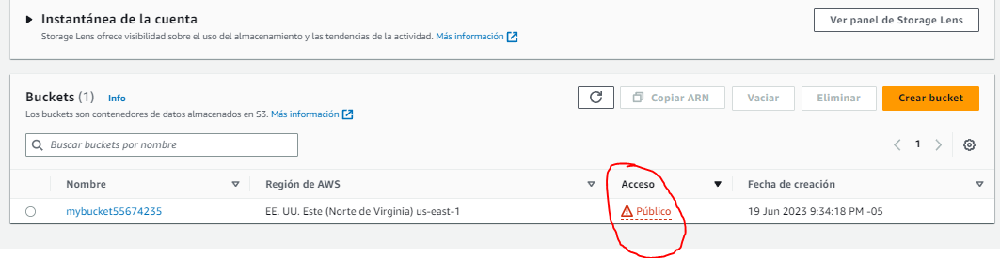 Instantánea de la cuenta
Ver panel de Storage Lens
Storage Lens ofrece visibilidad sobre el uso del almacenamiento y las tendencias de la actividad. Más información
Buckets (1) Info
Copiar ARN Vaciar Eliminar Crear bucket
Los buckets son contenedores de datos almacenados en S3. Más información
Buscar buckets por nombre
1
Nombre Región de AWS Acceso Fecha de creación
mybucket55674235 EE. UU. Este (Norte de Virginia) us-east-1 Público 19 Jun 2023 9:34:18 PM -05